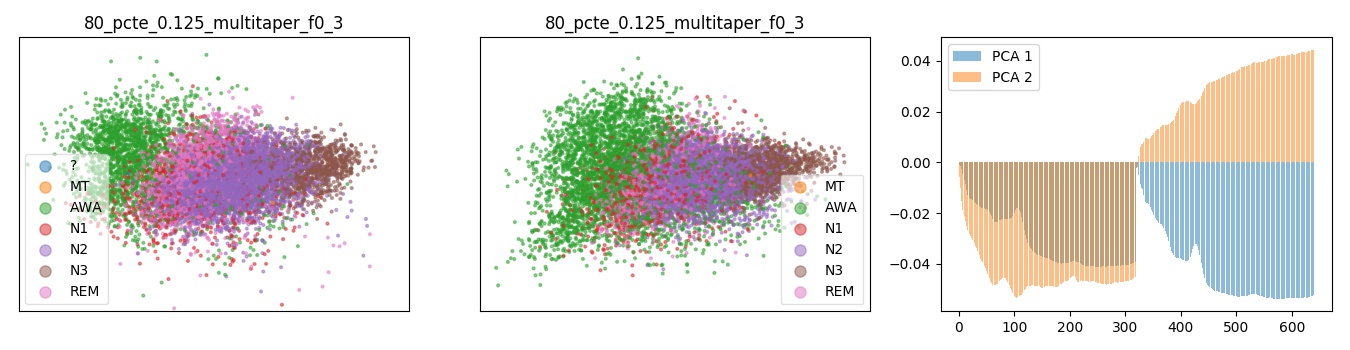 80_pcte_0.125_multitaper_f0_3
?
MT
AWA
N1
N2
N3
REM
80_pcte_0.125_multitaper_f0_3
MT
AWA
N1
N2
N3
REM
PCA 1
PCA 2
0.04
0.02
0.00
−0.02
−0.04
0 100 200 300 400 500 600